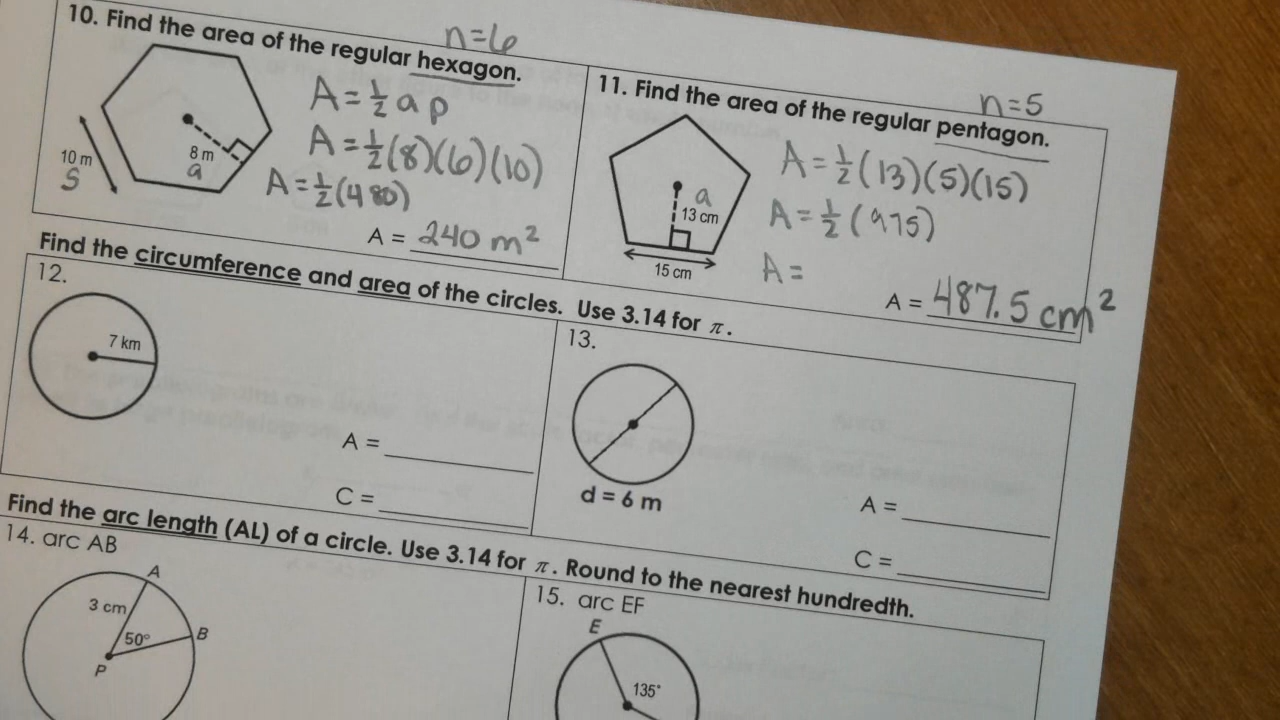 10. Find the area of the regular hexagon.
n=6
10 m
S
8 m
a
A = 1/2 a p
A = 1/2 (8)(6)(10)
A = 1/2 (480)
A = 240 m²
11. Find the area of the regular pentagon.
n=5
a
13 cm
15 cm
A = 1/2 (13)(5)(15)
A = 1/2 (975)
A =
A = 487.5 cm²
Find the circumference and area of the circles. Use 3.14 for π.
12.
7 km
A =
C =
13.
d = 6 m
A =
C =
Find the arc length (AL) of a circle. Use 3.14 for π. Round to the nearest hundredth.
14. arc AB
A
3 cm
50°
B
P
15. arc EF
E
135°